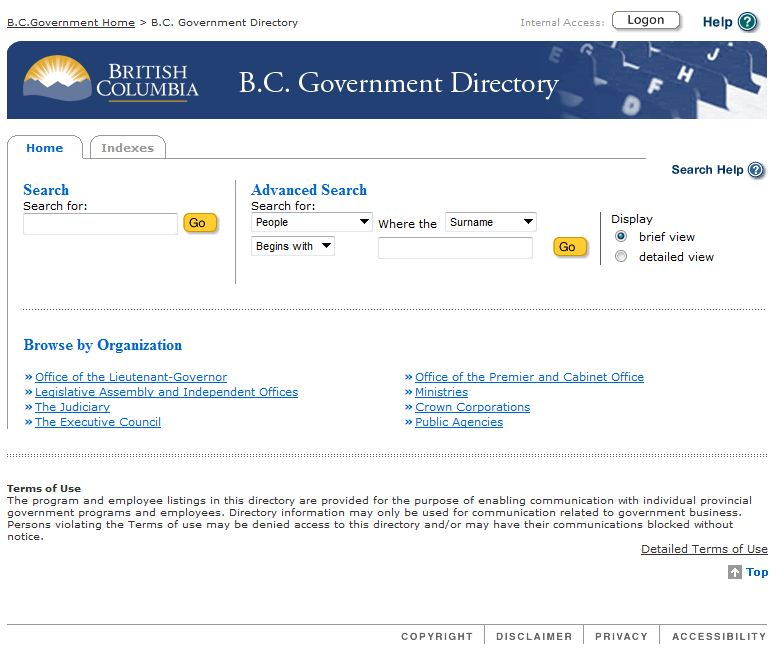 B.C.Government Home > B.C. Government Directory
Internal Access: Logon Help ?
BRITISH COLUMBIA
B.C. Government Directory
E G F D H J
Home Indexes
Search Help ?
Search
Search for:
Go
Advanced Search
Search for:
People Where the Surname
Begins with Go
Display
brief view
detailed view
Browse by Organization
» Office of the Lieutenant-Governor
» Legislative Assembly and Independent Offices
» The Judiciary
» The Executive Council
» Office of the Premier and Cabinet Office
» Ministries
» Crown Corporations
» Public Agencies
Terms of Use
The program and employee listings in this directory are provided for the purpose of enabling communication with individual provincial
government programs and employees. Directory information may only be used for communication related to government business.
Persons violating the Terms of use may be denied access to this directory and/or may have their communications blocked without
notice.
Detailed Terms of Use
Top
COPYRIGHT DISCLAIMER PRIVACY ACCESSIBILITY